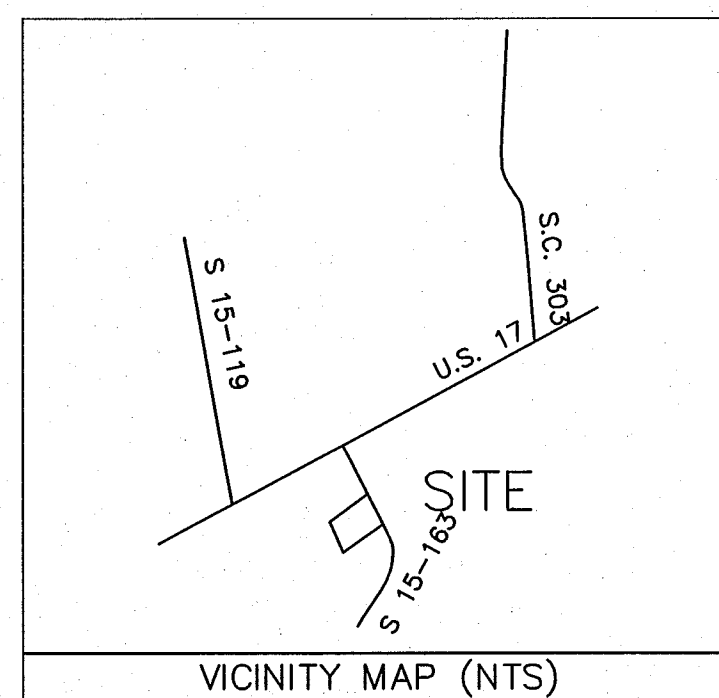 S.C. 303
S 15-119
U.S. 17
SITE
S 15-163
VICINITY MAP (NTS)